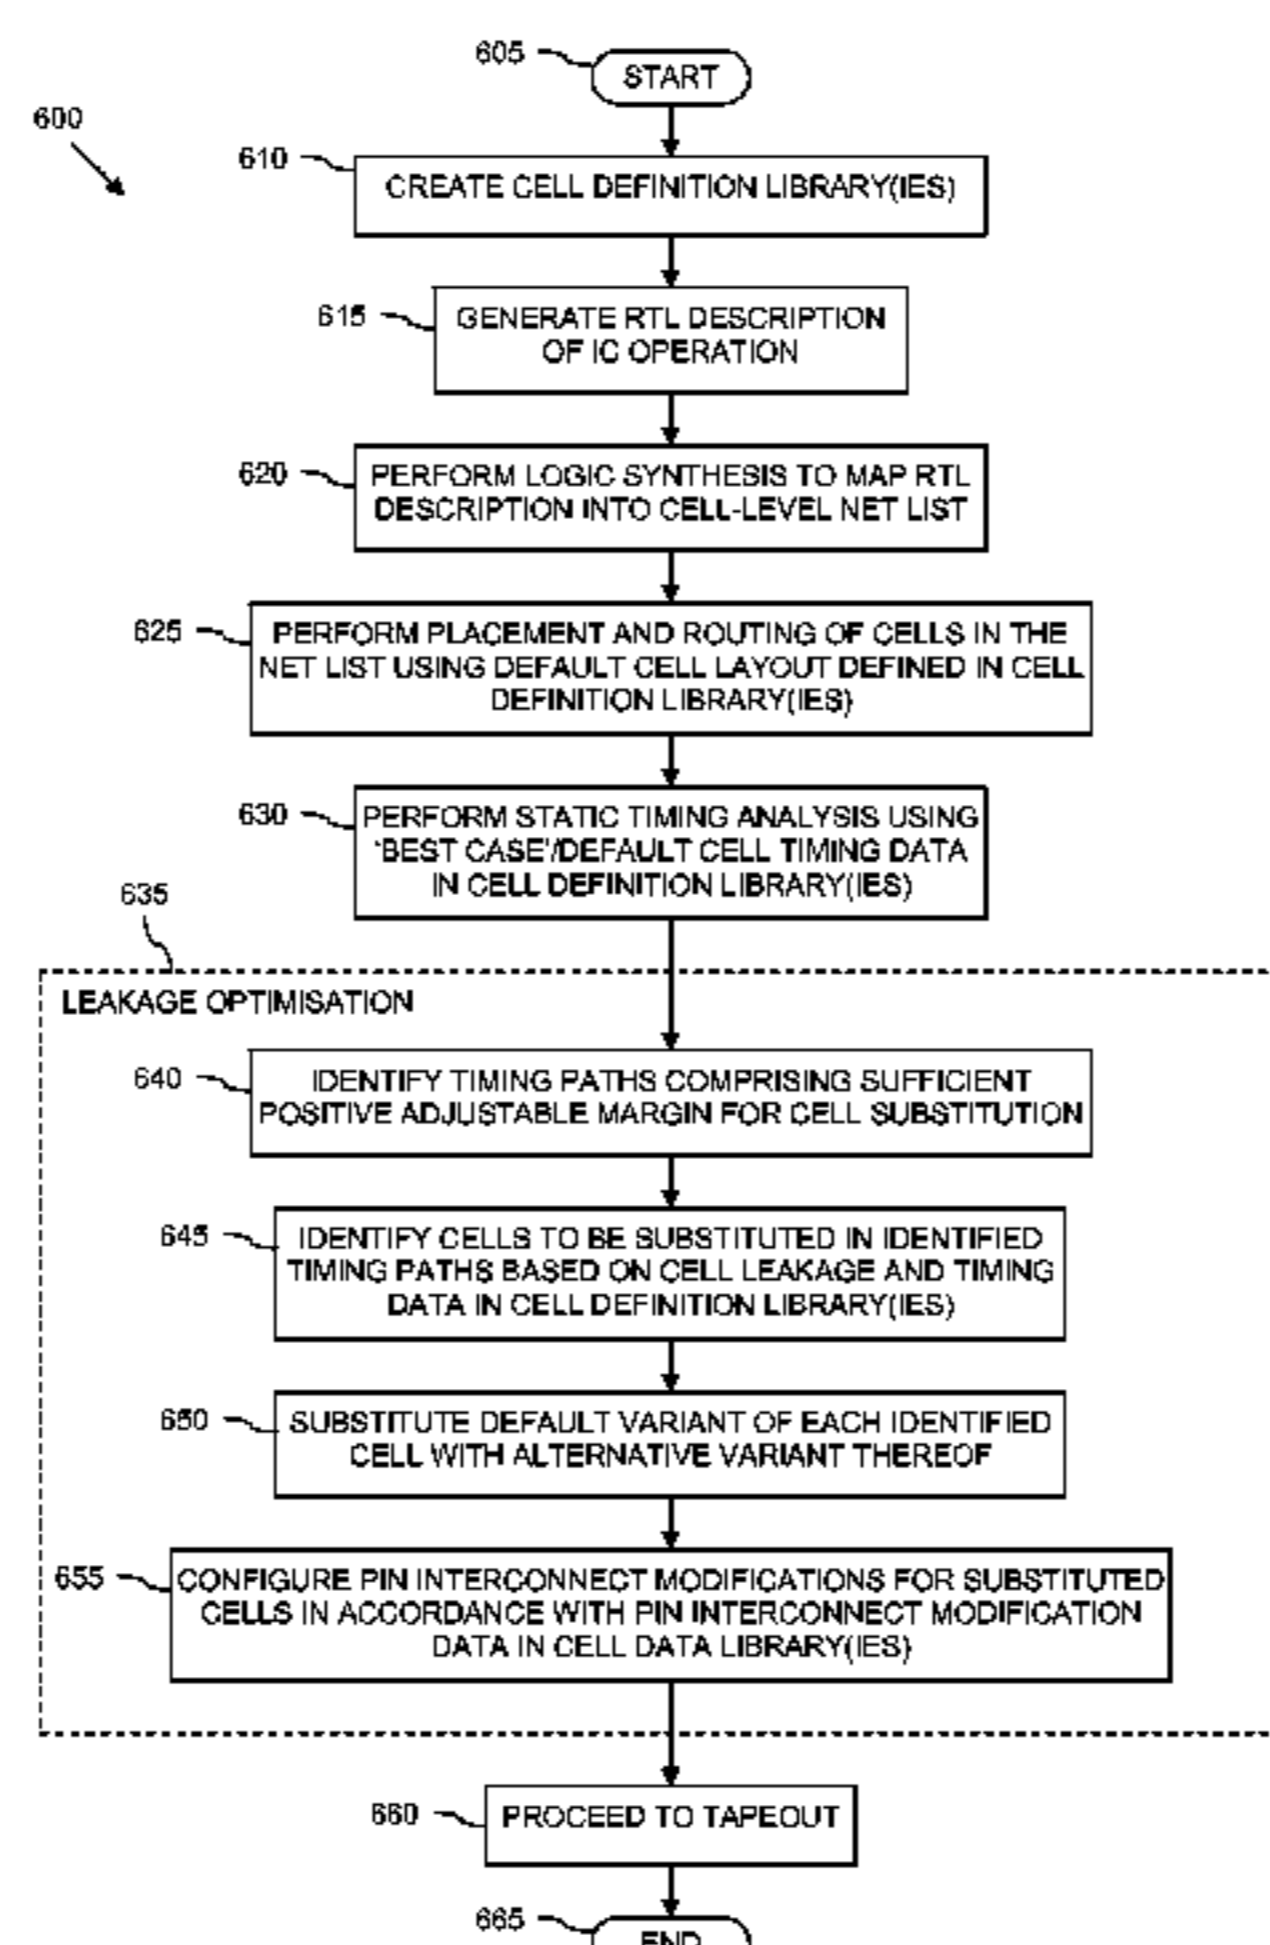 605
START
600
610
CREATE CELL DEFINITION LIBRARY(IES)
615
GENERATE RTL DESCRIPTION
OF IC OPERATION
620
PERFORM LOGIC SYNTHESIS TO MAP RTL
DESCRIPTION INTO CELL-LEVEL NET LIST
625
PERFORM PLACEMENT AND ROUTING OF CELLS IN THE
NET LIST USING DEFAULT CELL LAYOUT DEFINED IN CELL
DEFINITION LIBRARY(IES)
630
PERFORM STATIC TIMING ANALYSIS USING
'BEST CASE'/DEFAULT CELL TIMING DATA
IN CELL DEFINITION LIBRARY(IES)
635
LEAKAGE OPTIMISATION
640
IDENTIFY TIMING PATHS COMPRISING SUFFICIENT
POSITIVE ADJUSTABLE MARGIN FOR CELL SUBSTITUTION
645
IDENTIFY CELLS TO BE SUBSTITUTED IN IDENTIFIED
TIMING PATHS BASED ON CELL LEAKAGE AND TIMING
DATA IN CELL DEFINITION LIBRARY(IES)
650
SUBSTITUTE DEFAULT VARIANT OF EACH IDENTIFIED
CELL WITH ALTERNATIVE VARIANT THEREOF
655
CONFIGURE PIN INTERCONNECT MODIFICATIONS FOR SUBSTITUTED
CELLS IN ACCORDANCE WITH PIN INTERCONNECT MODIFICATION
DATA IN CELL DATA LIBRARY(IES)
660
PROCEED TO TAPEOUT
665
END